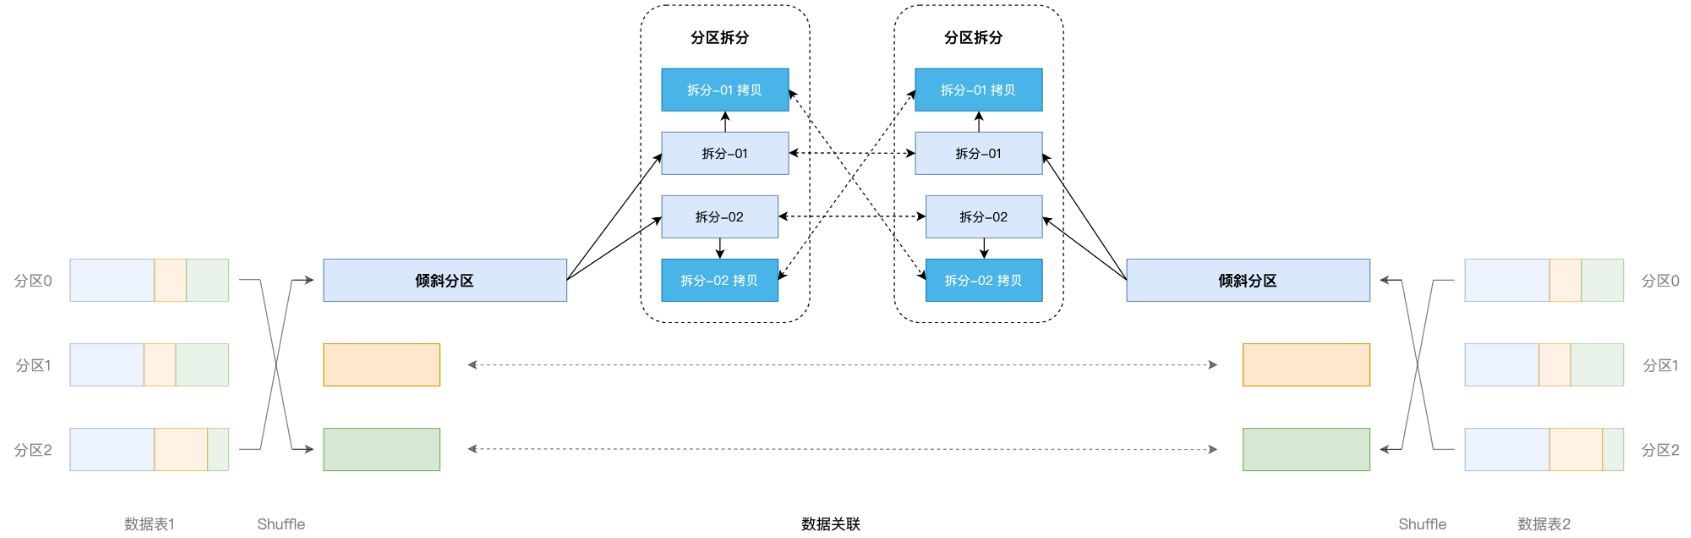 分区拆分
分区拆分
拆分-01 拷贝
拆分-01 拷贝
拆分-01
拆分-01
拆分-02
拆分-02
分区0
倾斜分区
拆分-02 拷贝
拆分-02 拷贝
倾斜分区
分区0
分区1
分区1
分区2
分区2
数据表1
Shuffle
数据关联
Shuffle
数据表2